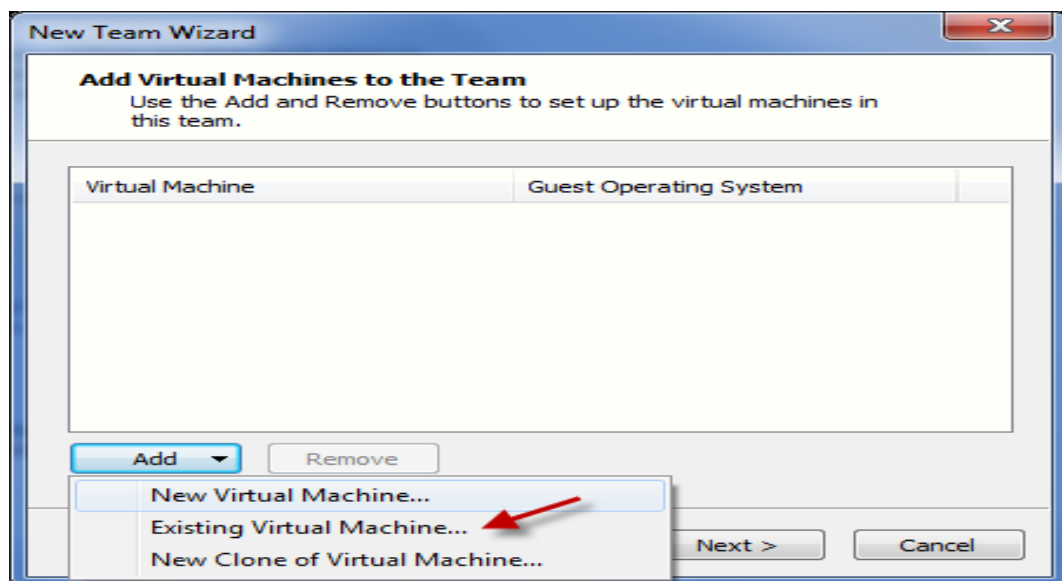 New Team Wizard
Add Virtual Machines to the Team
Use the Add and Remove buttons to set up the virtual machines in
this team.
Virtual Machine Guest Operating System
Add Remove
New Virtual Machine...
Existing Virtual Machine...
New Clone of Virtual Machine...
Next > Cancel